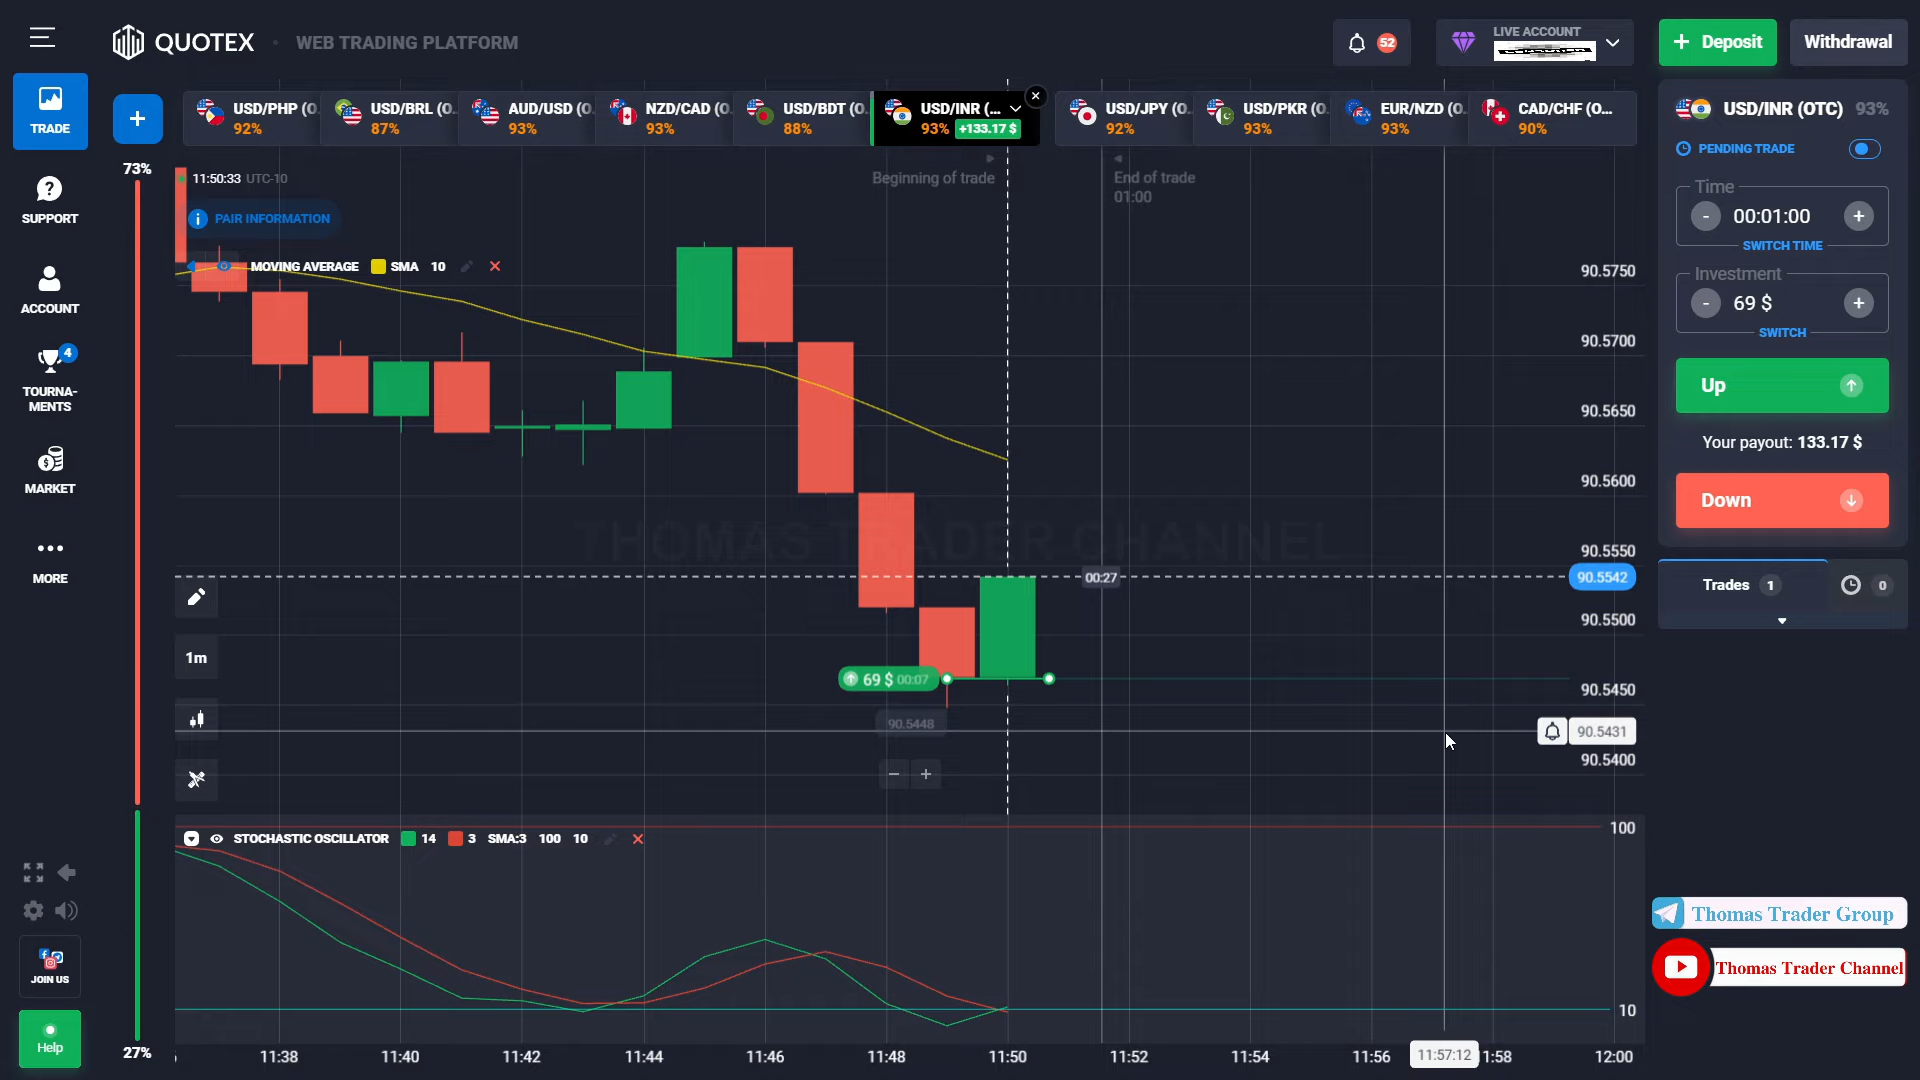 QUOTEX
WEB TRADING PLATFORM
52
LIVE ACCOUNT
+ Deposit
Withdrawal
TRADE
SUPPORT
ACCOUNT
4
TOURNA-
MENTS
MARKET
MORE
JOIN US
Help
+
USD/PHP (O
92%
USD/BRL (O.
87%
AUD/USD (O.
93%
NZD/CAD (O.
93%
USD/BDT (O.
88%
USD/INR (...
93% +133.17 $
USD/JPY (O.
92%
USD/PKR (O.
93%
EUR/NZD (O.
93%
CAD/CHF (O...
90%
73%
27%
11:50:33 UTC-10
PAIR INFORMATION
Beginning of trade
End of trade
01:00
MOVING AVERAGE SMA 10
90.5750
90.5700
90.5650
90.5600
90.5550
90.5542
90.5500
90.5450
90.5431
90.5400
THOMAS TRADER CHANNEL
00:27
1m
69 $ 00:07
90.5448
− +
STOCHASTIC OSCILLATOR 14 3 SMA:3 100 10
100
10
11:38 11:40 11:42 11:44 11:46 11:48 11:50 11:52 11:54 11:56 11:57:12 1:58 12:00
USD/INR (OTC) 93%
PENDING TRADE
Time
- 00:01:00 +
SWITCH TIME
Investment
- 69 $ +
SWITCH
Up
Your payout: 133.17 $
Down
Trades 1 0
Thomas Trader Group
Thomas Trader Channel